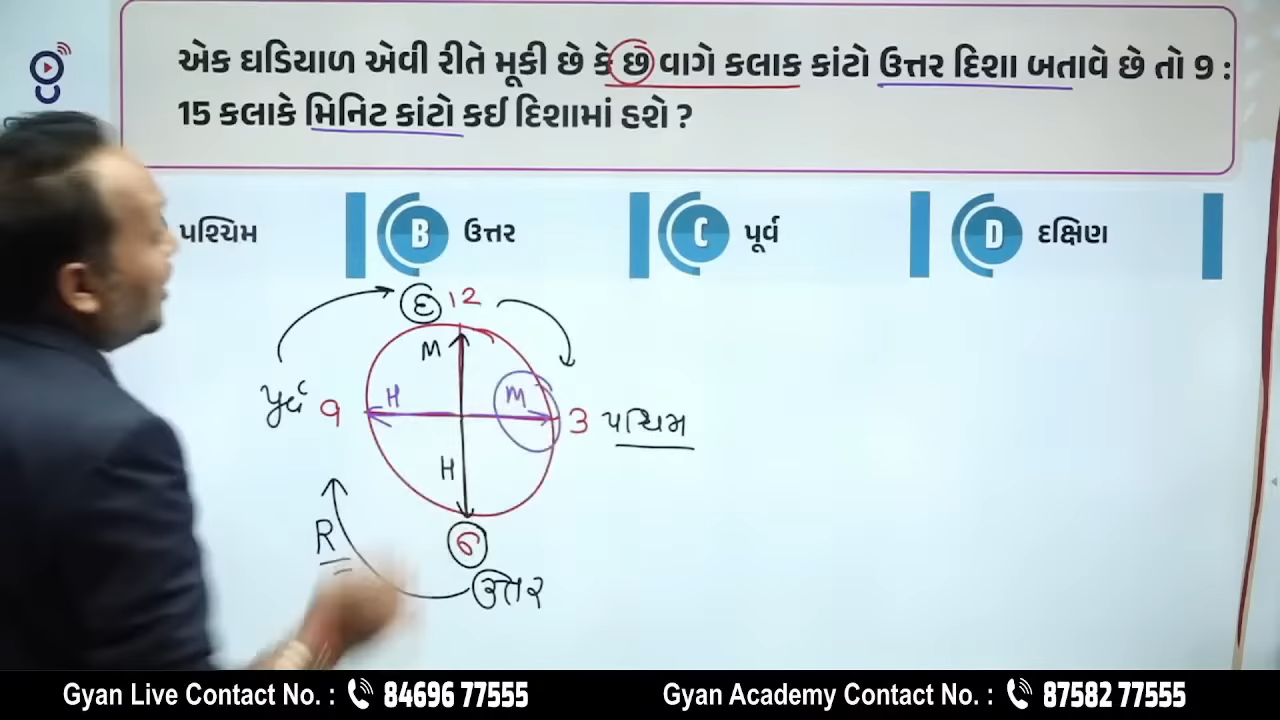 એક ઘડિયાળ એવી રીતે મૂકી છે કે છ વાગે કલાક કાંટો ઉત્તર દિશા બતાવે છે તો 9 :
15 કલાકે મિનિટ કાંટો કઈ દિશામાં હશે ?
પશ્ચિમ
B ઉત્તર
C પૂર્વ
D દક્ષિણ
દ 12
M
પુર્વ 9 H M 3 પશ્ચિમ
H
R ૬
ઉત્તર
Gyan Live Contact No. : 84696 77555
Gyan Academy Contact No. : 87582 77555